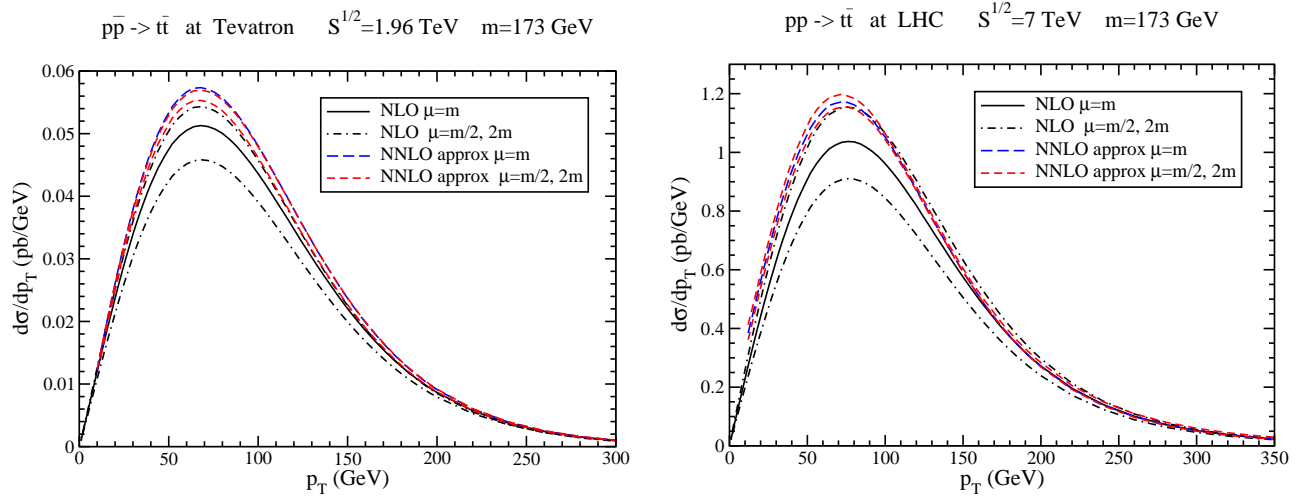 pp̄ -> tt̄ at Tevatron S^1/2=1.96 TeV m=173 GeV
0.06
0.05
0.04
0.03
0.02
0.01
0
dσ/dp_T (pb/GeV)
NLO μ=m
NLO μ=m/2, 2m
NNLO approx μ=m
NNLO approx μ=m/2, 2m
0 50 100 150 200 250 300
p_T (GeV)
pp -> tt̄ at LHC S^1/2=7 TeV m=173 GeV
1.2
1
0.8
0.6
0.4
0.2
0
dσ/dp_T (pb/GeV)
NLO μ=m
NLO μ=m/2, 2m
NNLO approx μ=m
NNLO approx μ=m/2, 2m
0 50 100 150 200 250 300 350
p_T (GeV)